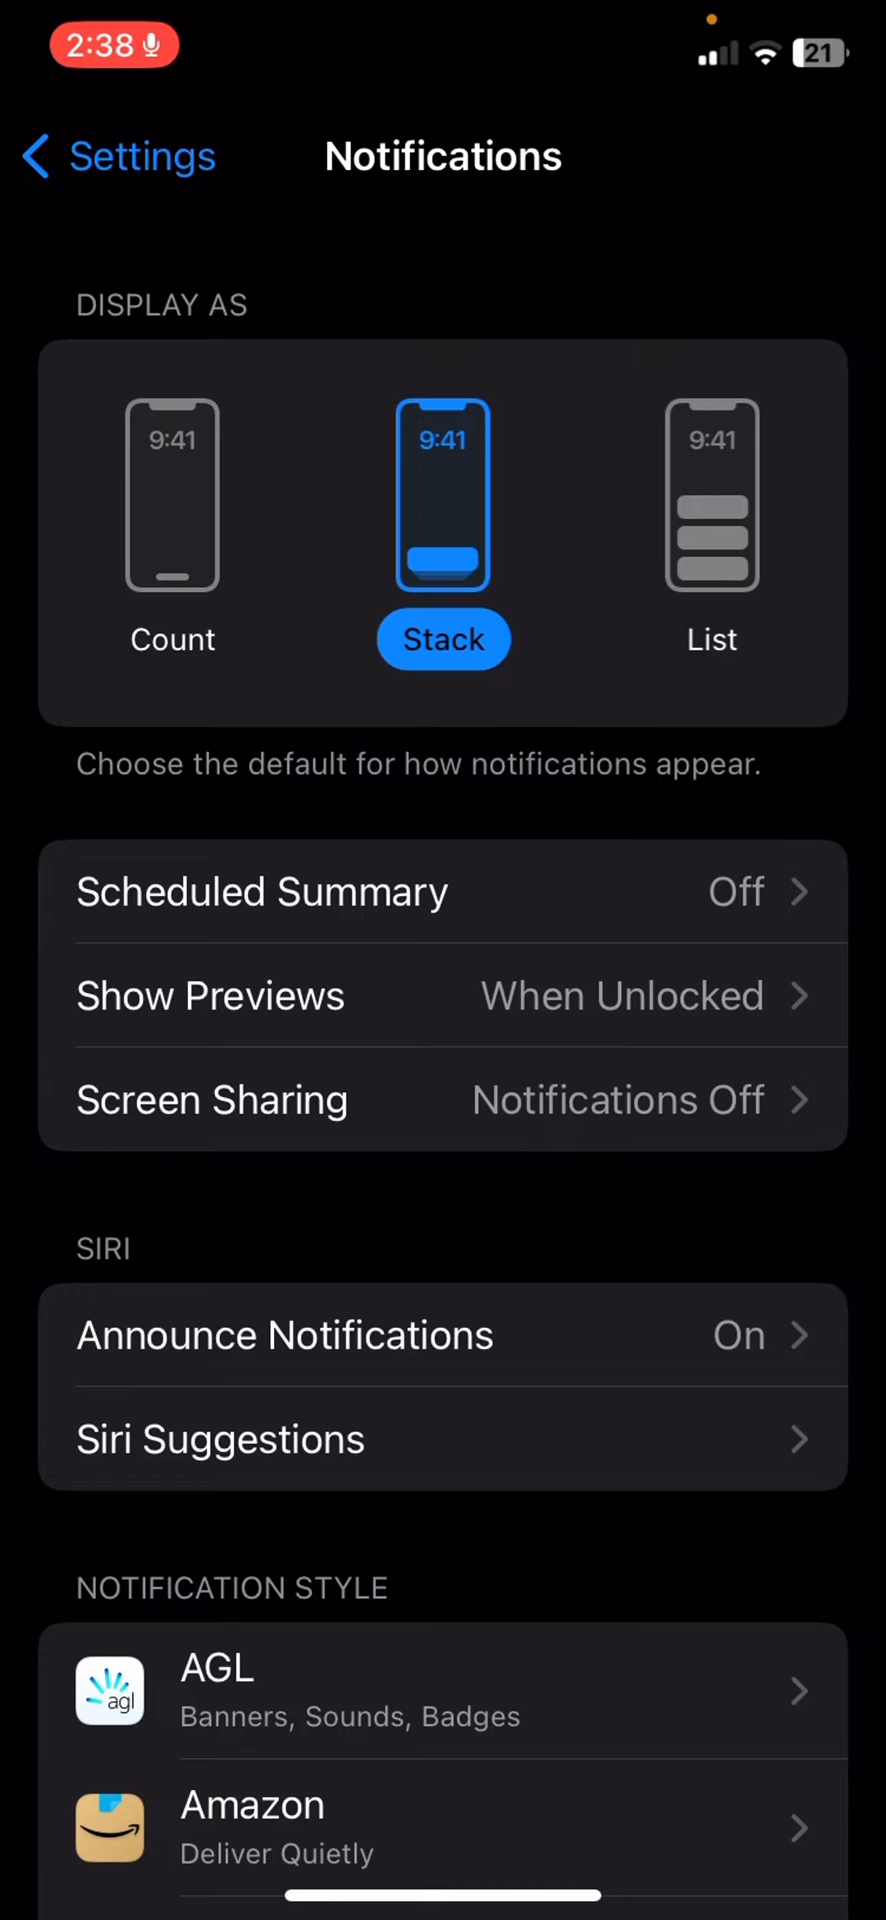 2:38
21
Settings
Notifications
DISPLAY AS
9:41 9:41 9:41
Count Stack List
Choose the default for how notifications appear.
Scheduled Summary Off
Show Previews When Unlocked
Screen Sharing Notifications Off
SIRI
Announce Notifications On
Siri Suggestions
NOTIFICATION STYLE
agl
AGL
Banners, Sounds, Badges
Amazon
Deliver Quietly